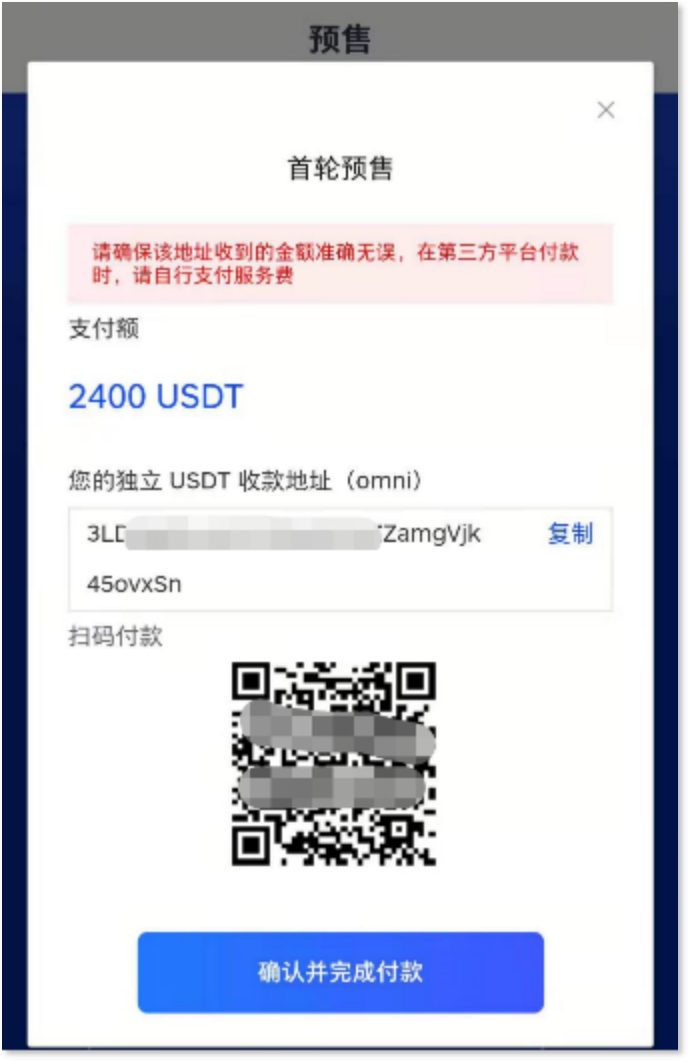 预售
首轮预售
请确保该地址收到的金额准确无误，在第三方平台付款
时，请自行支付服务费
支付额
2400 USDT
您的独立 USDT 收款地址（omni）
3LD ZamgVjk 复制
45ovxSn
扫码付款
确认并完成付款